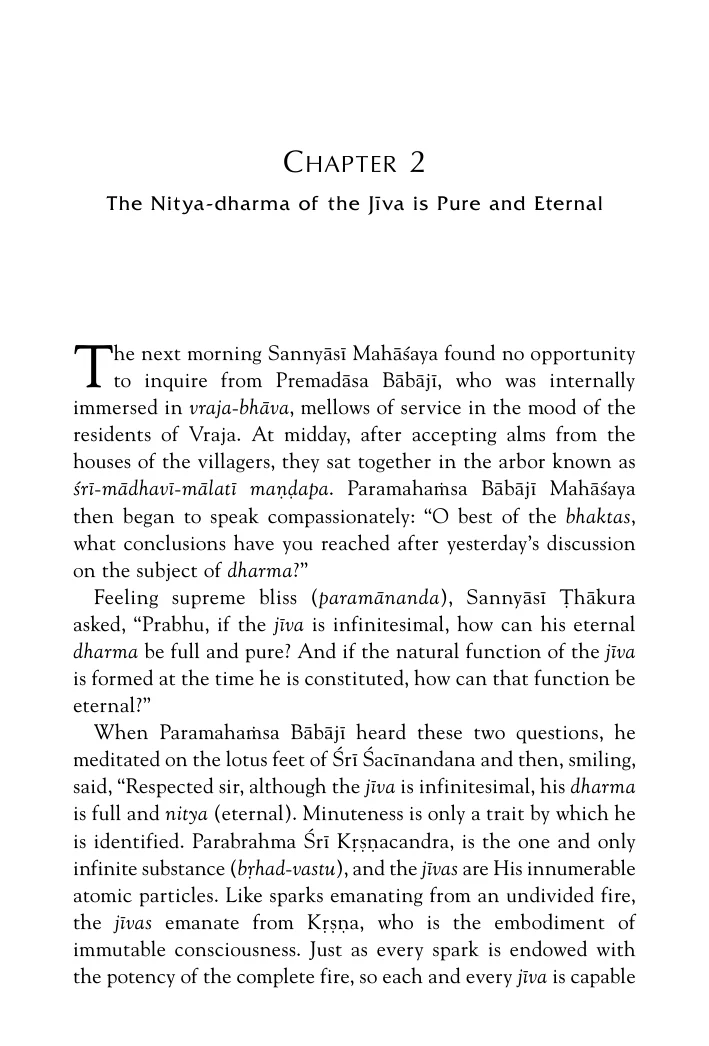 CHAPTER 2
The Nitya-dharma of the Jīva is Pure and Eternal
The next morning Sannyāsī Mahāśaya found no opportunity
to inquire from Premadāsa Bābājī, who was internally
immersed in vraja-bhāva, mellows of service in the mood of the
residents of Vraja. At midday, after accepting alms from the
houses of the villagers, they sat together in the arbor known as
śrī-mādhavī-mālatī maṇḍapa. Paramahaṁsa Bābājī Mahāśaya
then began to speak compassionately: “O best of the bhaktas,
what conclusions have you reached after yesterday’s discussion
on the subject of dharma?”
Feeling supreme bliss (paramānanda), Sannyāsī Ṭhākura
asked, “Prabhu, if the jīva is infinitesimal, how can his eternal
dharma be full and pure? And if the natural function of the jīva
is formed at the time he is constituted, how can that function be
eternal?”
When Paramahaṁsa Bābājī heard these two questions, he
meditated on the lotus feet of Śrī Śacīnandana and then, smiling,
said, “Respected sir, although the jīva is infinitesimal, his dharma
is full and nitya (eternal). Minuteness is only a trait by which he
is identified. Parabrahma Śrī Kṛṣṇacandra, is the one and only
infinite substance (bṛhad-vastu), and the jīvas are His innumerable
atomic particles. Like sparks emanating from an undivided fire,
the jīvas emanate from Kṛṣṇa, who is the embodiment of
immutable consciousness. Just as every spark is endowed with
the potency of the complete fire, so each and every jīva is capable